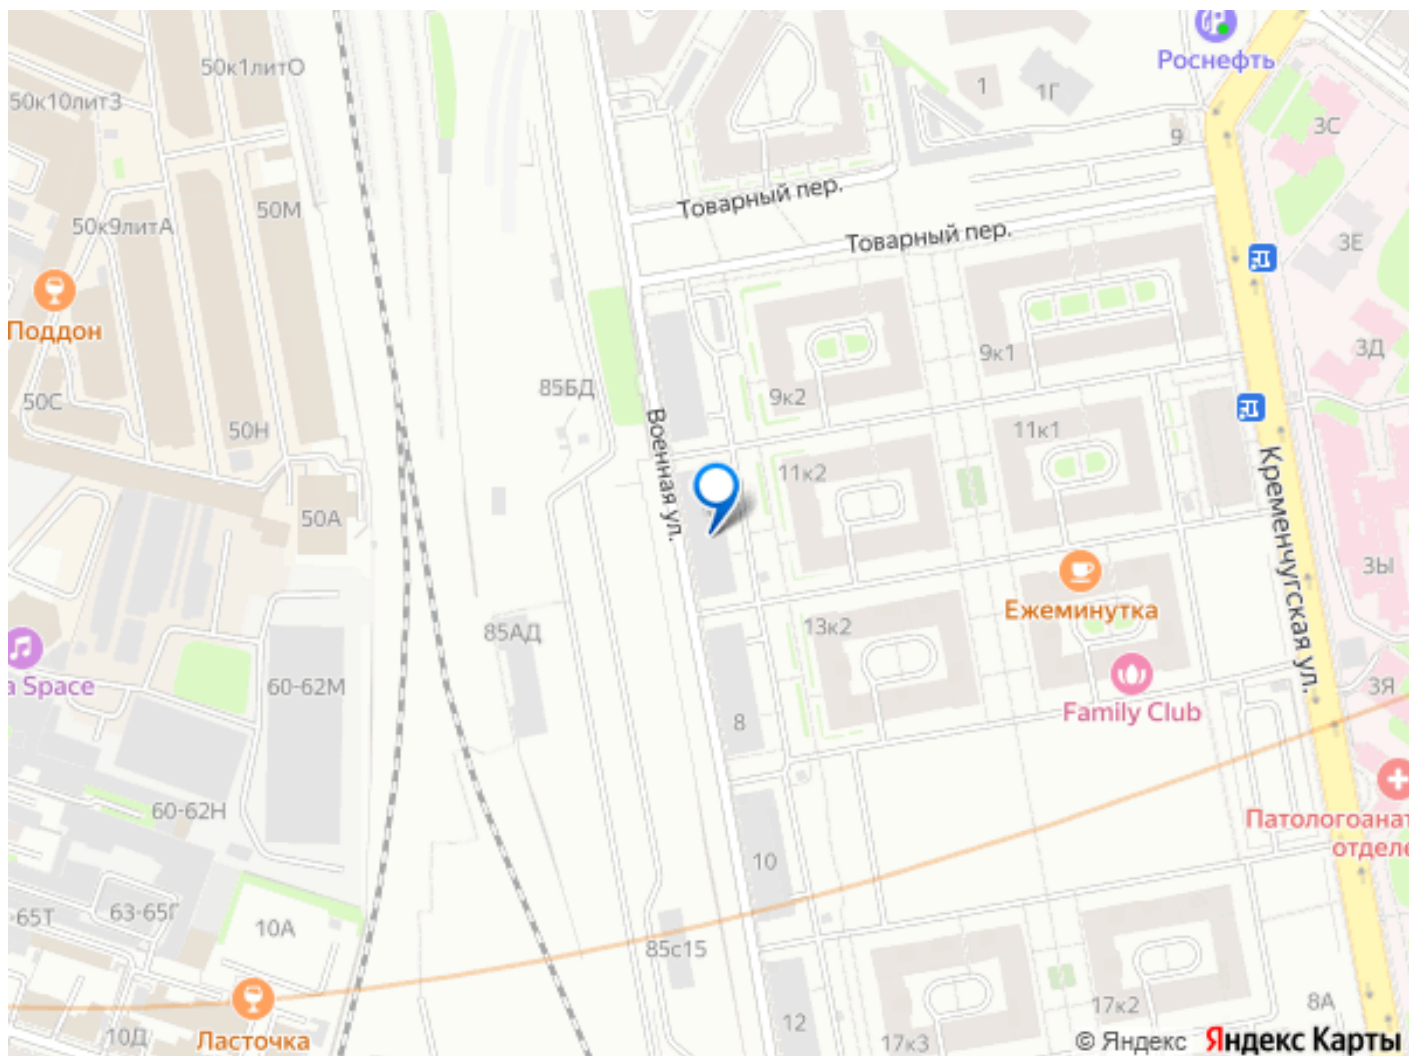 Роснефть
50к1литО
50к10литЗ
1
1Г
3С
9
Товарный пер.
50М
50к9литА
Товарный пер.
3Е
Поддон
9к1
3Д
85БД
9к2
50С
Военная ул.
50Н
11к1
11к2
Кременчугская ул.
50А
3Ы
Ежеминутка
13к2
85АД
a Space
60-62М
3Я
Family Club
8
60-62Н
Патологоанат
отделе
10
-65Т
63-65Г
10А
85с15
17к2
8А
12
10Д
Ласточка
17к3
© Яндекс Яндекс Карты